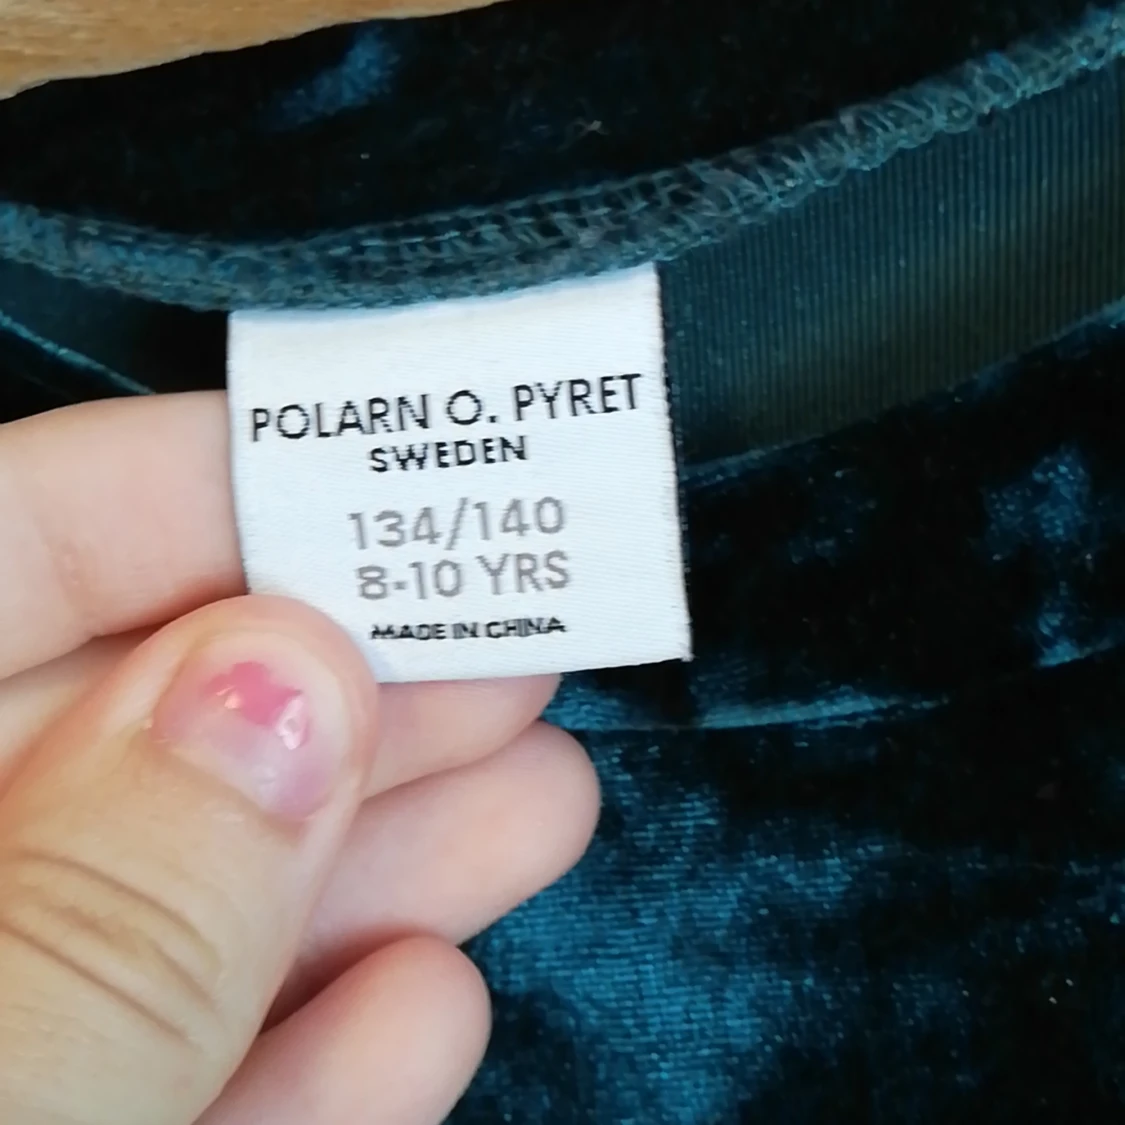 POLARN O. PYRET
SWEDEN
134/140
8-10 YRS
MADE IN CHINA